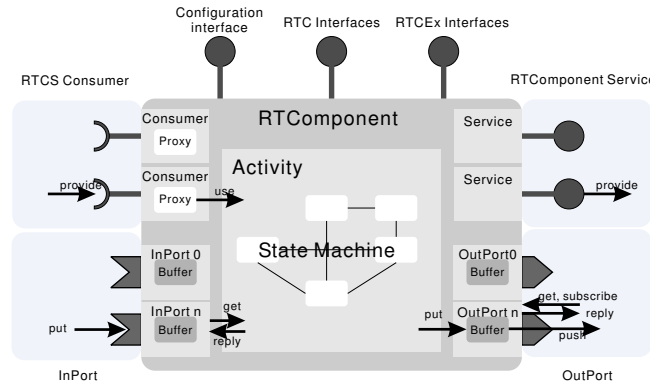 Configuration
interface
RTC Interfaces
RTCEx Interfaces
RTCS Consumer
RTComponent Servic
Consumer
Proxy
RTComponent
Service
provide
Consumer
Proxy
use
Activity
Service
provide
State Machine
InPort 0
Buffer
OutPort0
Buffer
put
InPort n
Buffer
get
reply
put
OutPort n
Buffer
get, subscribe
reply
push
InPort
OutPort